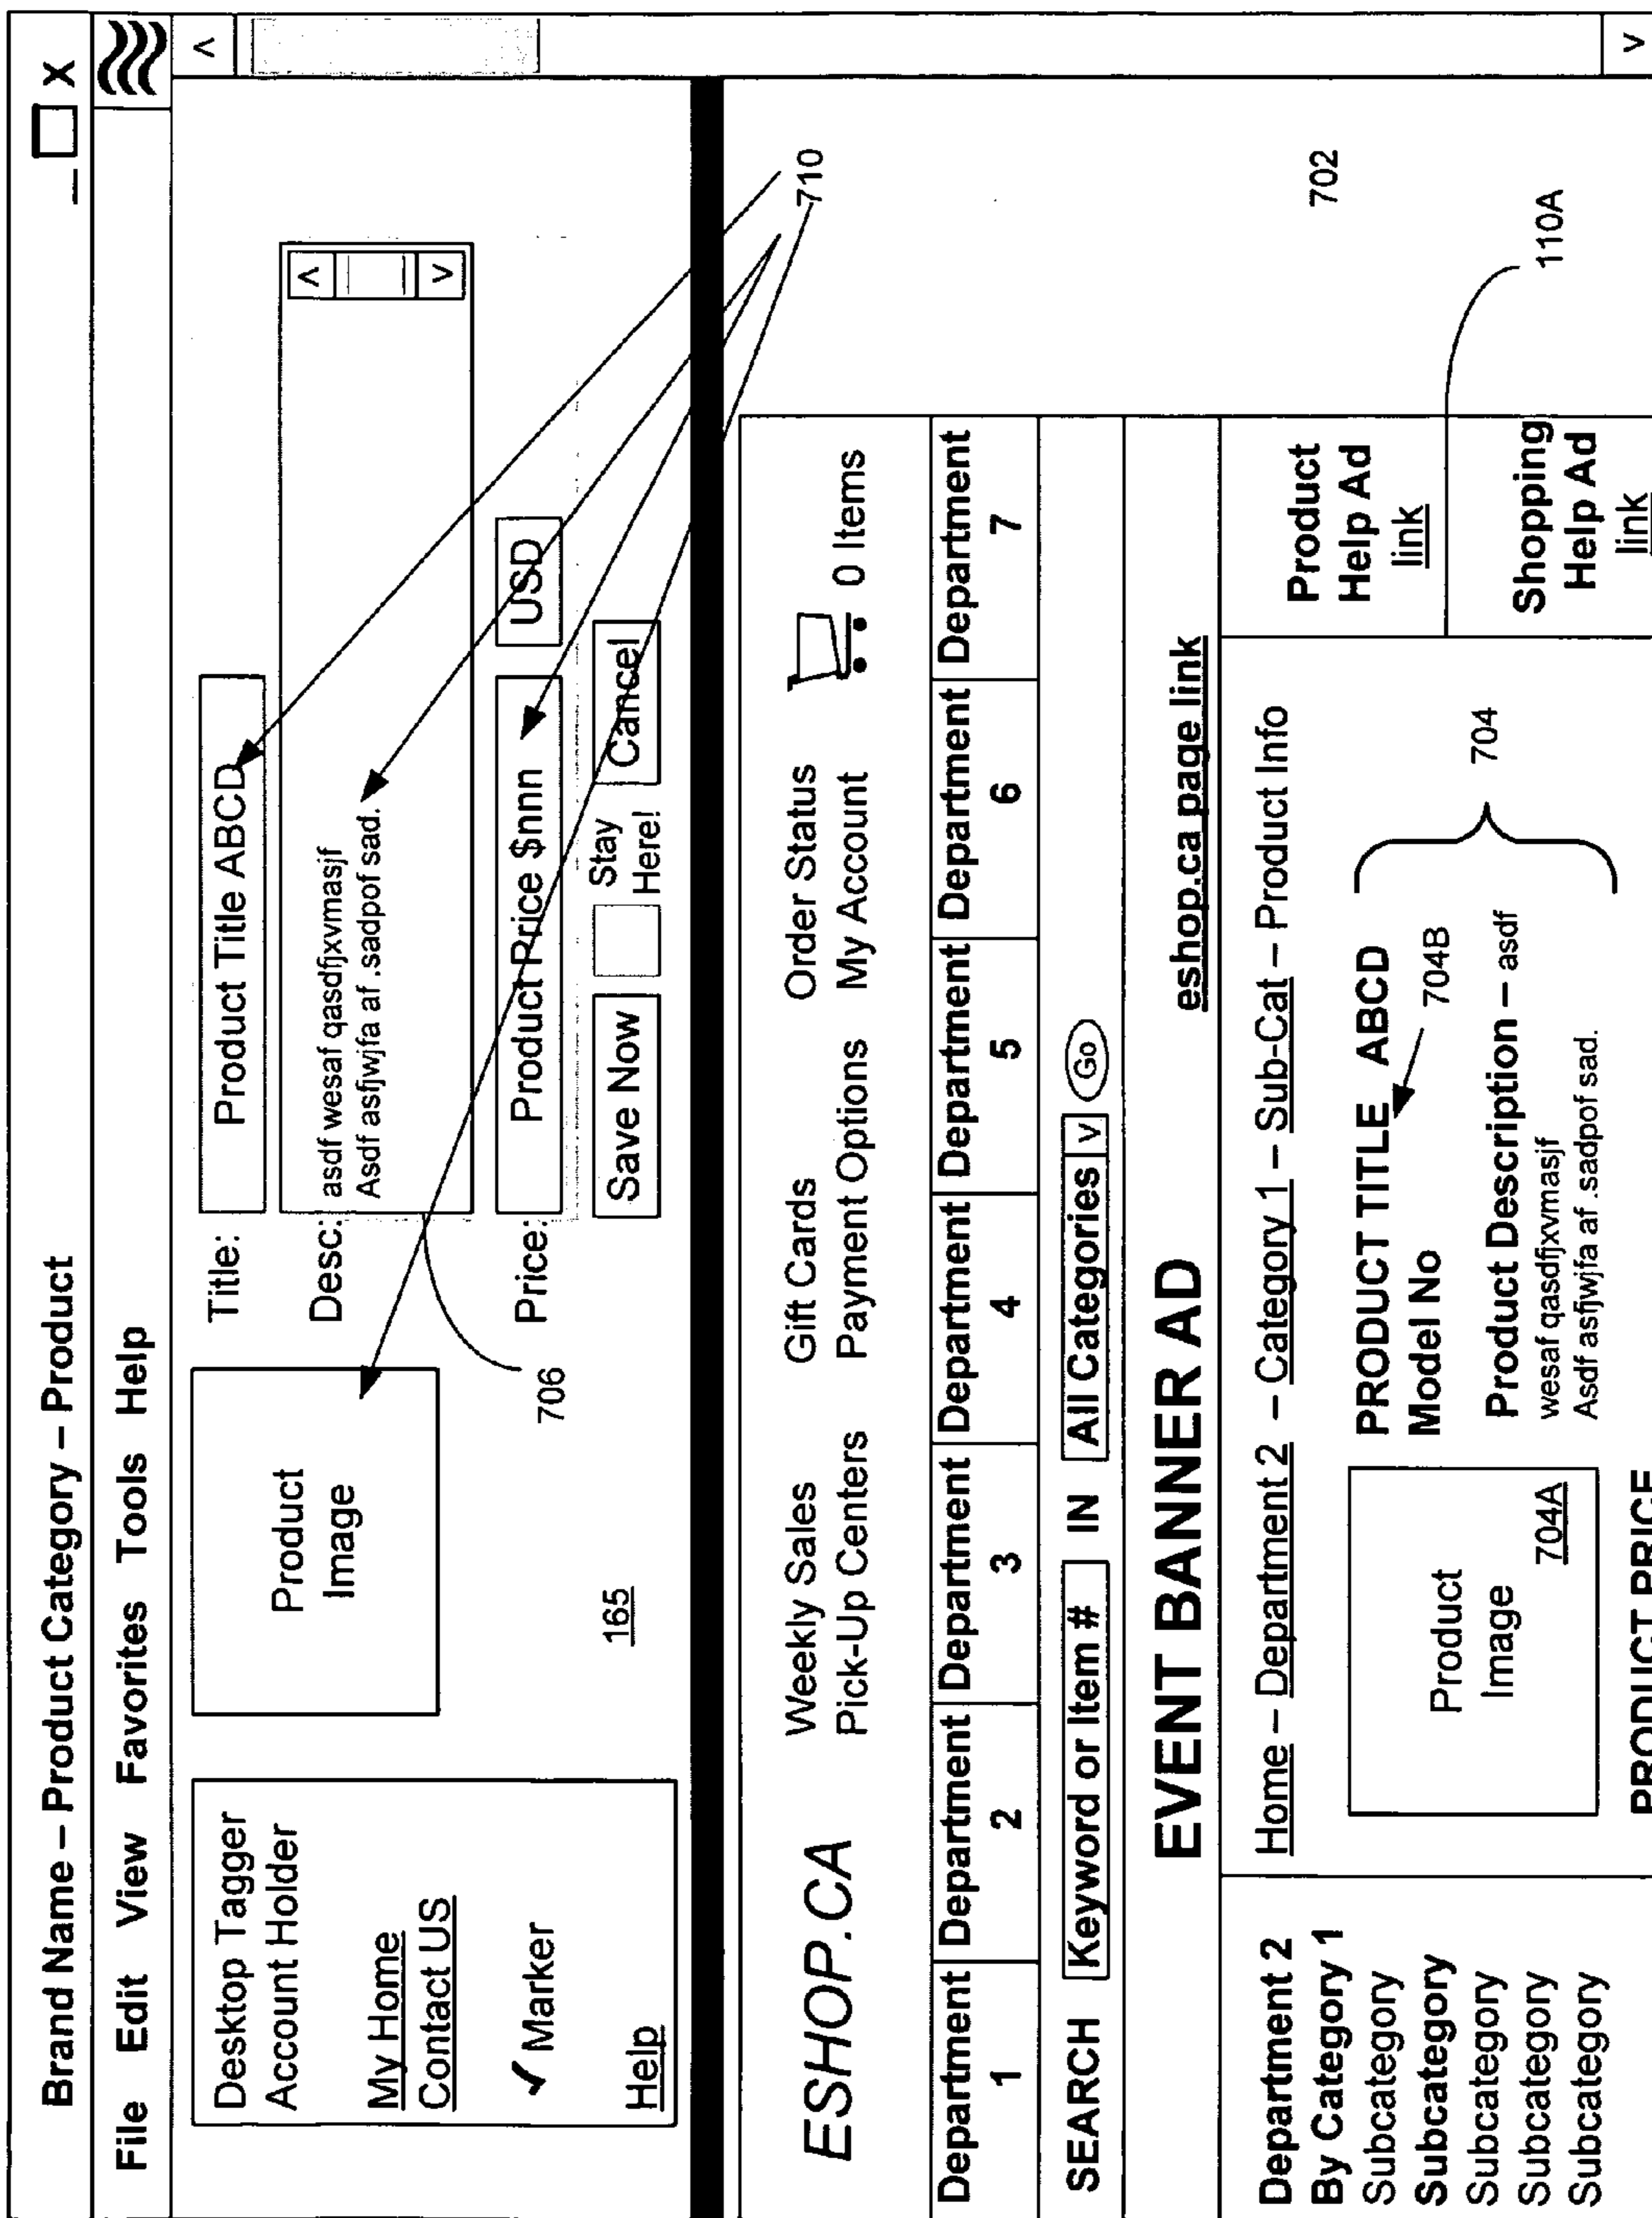 Brand Name – Product Category – Product
_ X
File Edit View Favorites Tools Help
Desktop Tagger
Account Holder
My Home
Contact US
✓ Marker
Help
Product
Image
165
706
Title:
Product Title ABCD
Desc:
asdf wesaf qasdfjxvmasjf
Asdf asfjwjfa af .sadpof sad.
Price:
Product Price $nnn
USD
Save Now
Stay
Here!
Cancel
710
ESHOP.CA
Weekly Sales Gift Cards Order Status
Pick-Up Centers Payment Options My Account
0 Items
Department Department Department Department Department Department Department
1 2 3 4 5 6 7
SEARCH Keyword or Item # IN All Categories V Go
EVENT BANNER AD
eshop.ca page link
702
110A
Department 2
By Category 1
Subcategory
Subcategory
Subcategory
Subcategory
Subcategory
Home – Department 2 – Category 1 – Sub-Cat – Product Info
Product
Image
704A
PRODUCT TITLE ABCD
Model No
704B
Product Description – asdf
wesaf qasdfjxvmasjf
Asdf asfjwjfa af .sadpof sad.
704
PRODUCT PRICE
Product
Help Ad
link
Shopping
Help Ad
link